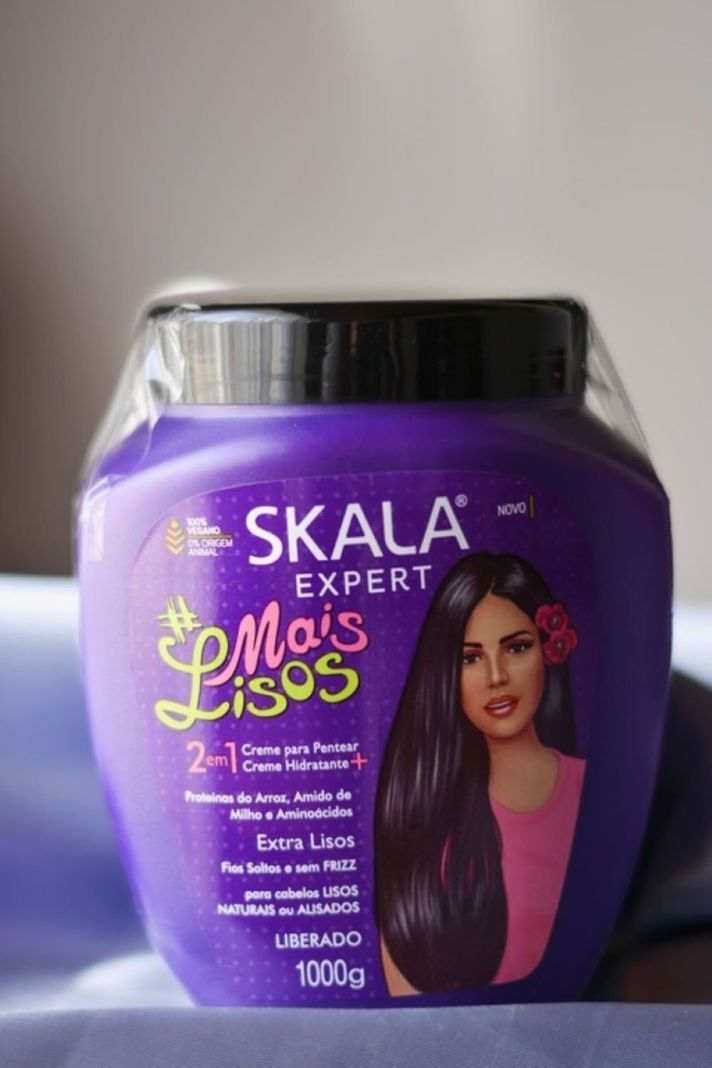 100%
VEGANO
0% ORIGEM
ANIMAL
SKALA®
NOVO
EXPERT
#Mais
Lisos
2em1 Creme para Pentear
Creme Hidratante+
Proteínas do Arroz, Amido de
Milho e Aminoácidos
Extra Lisos
Fios Soltos e sem FRIZZ
para cabelos LISOS
NATURAIS ou ALISADOS
LIBERADO
1000g